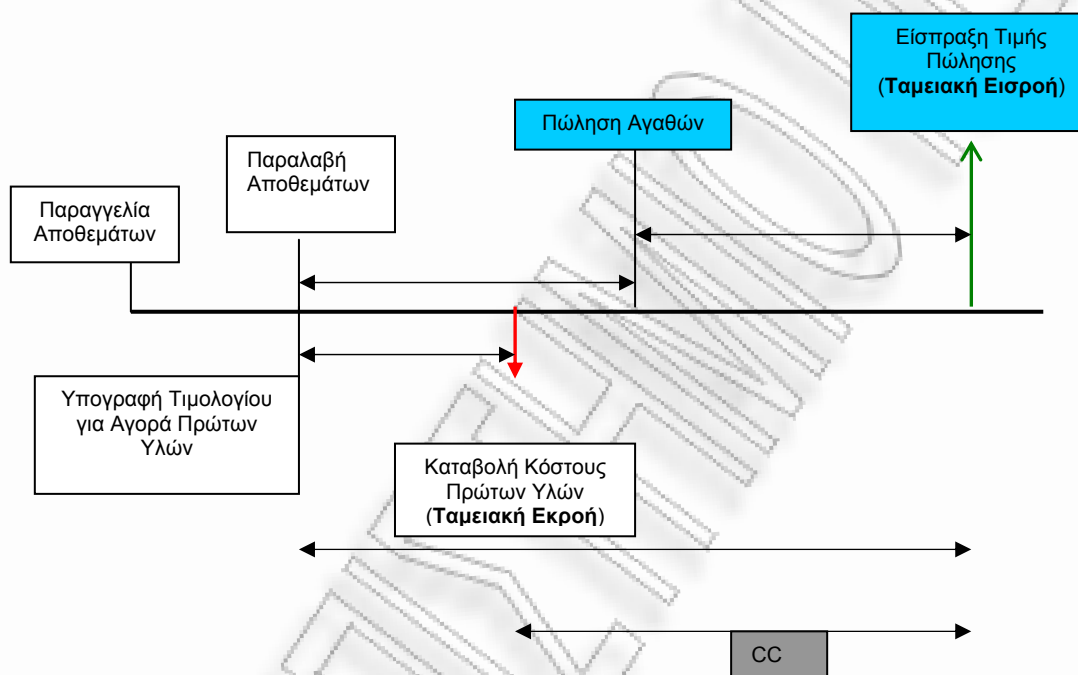 Είσπραξη Τιμής
Πώλησης
(Ταμειακή Εισροή)
Πώληση Αγαθών
Παραλαβή
Αποθεμάτων
Παραγγελία
Αποθεμάτων
Υπογραφή Τιμολογίου
για Αγορά Πρώτων
Υλών
Καταβολή Κόστους
Πρώτων Υλών
(Ταμειακή Εκροή)
CC